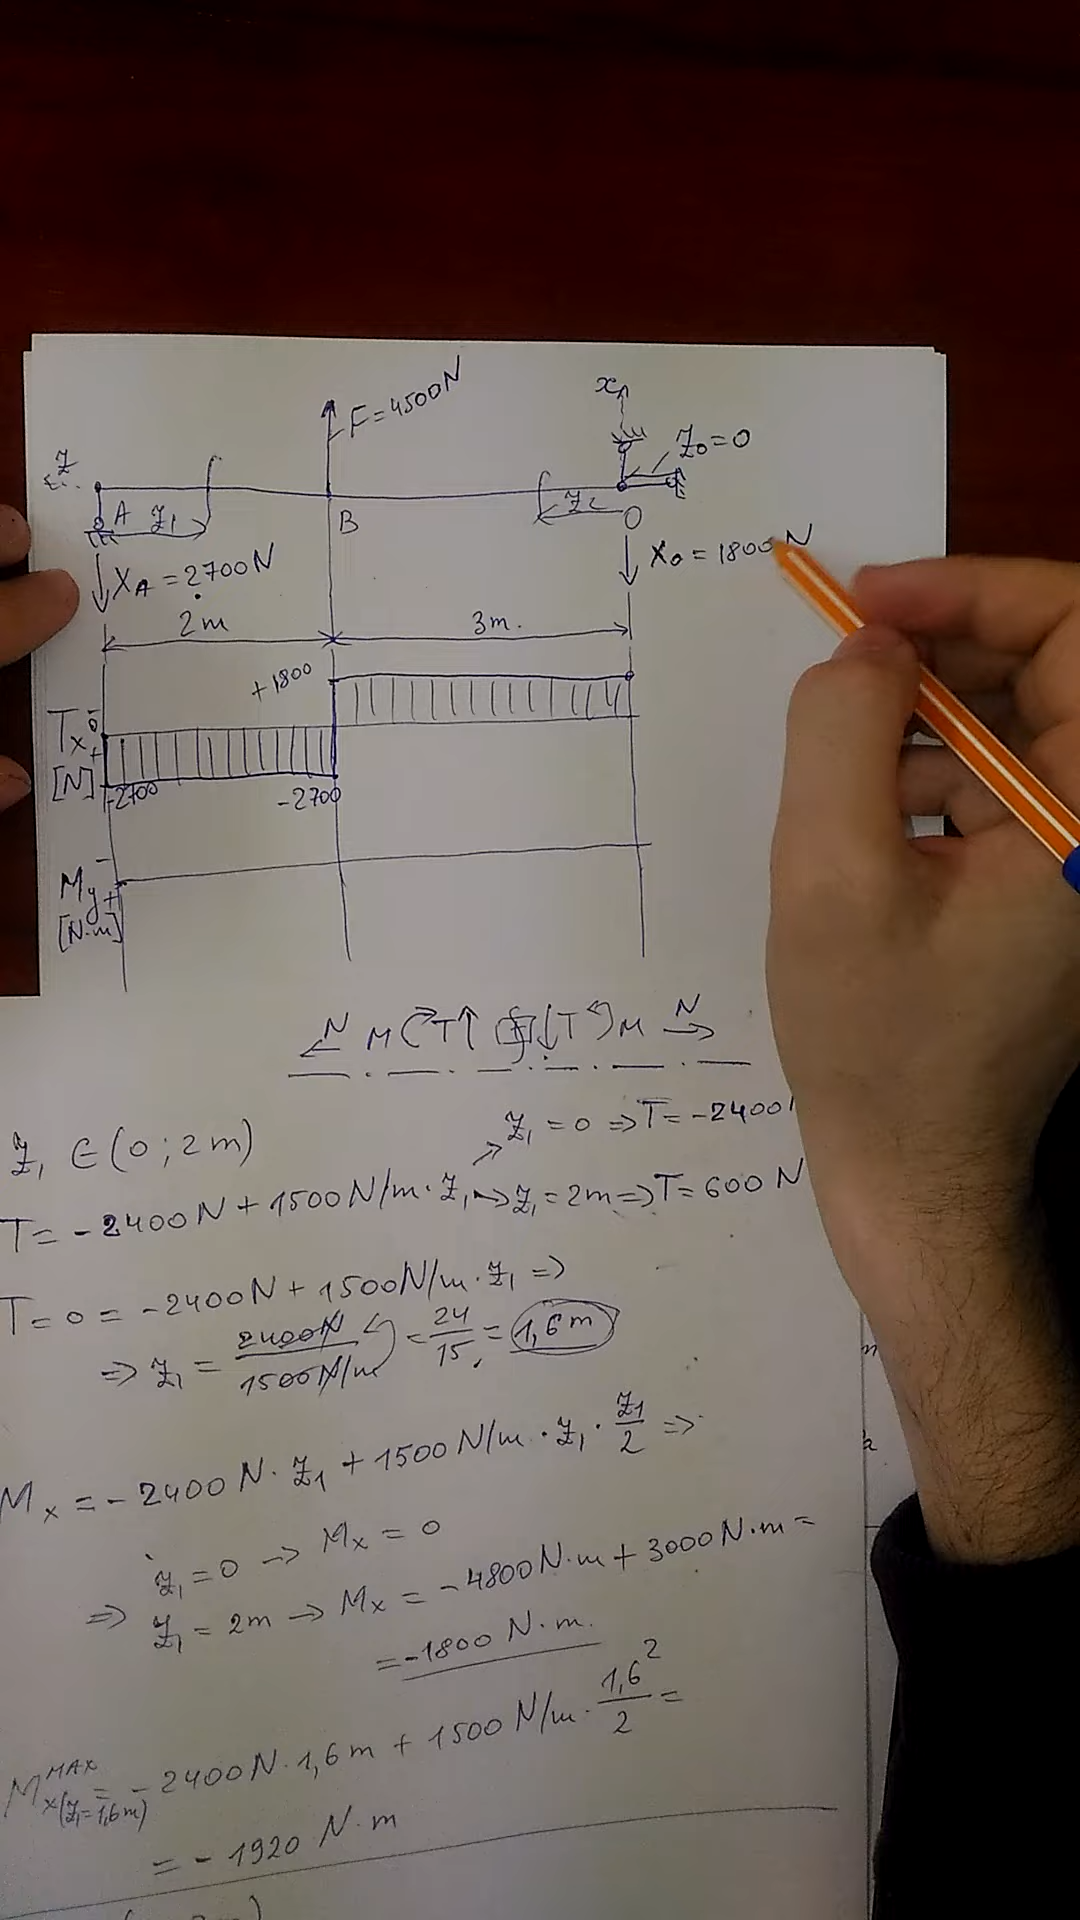 F=4500N
x
z
Z₀=0
A z₁
B
z₂
O
X_A = 2700N
X₀ = 1800N
2m
3m.
+1800
Tx
[N]
- 0 +
-2700
-2700
My
[N·m]
- +
N M T↑ ↓T M N
z₁ ∈ (0; 2m)
z₁ = 0 => T = -2400
T = -2400N + 1500N/m · z₁ → z₁ = 2m => T = 600 N
T = 0 = -2400N + 1500N/m · z₁ =>
=> z₁ = 2400N / 1500N/m = 24/15 = 1,6m
Mx = -2400 N · z₁ + 1500 N/m · z₁ · z₁/2 =>
z₁ = 0 → Mx = 0
=> z₁ = 2m → Mx = -4800N·m + 3000N·m =
= -1800 N·m.
Mx^MAX (z₁=1,6m) = -2400N · 1,6m + 1500 N/m · 1,6²/2 =
= -1920 N·m